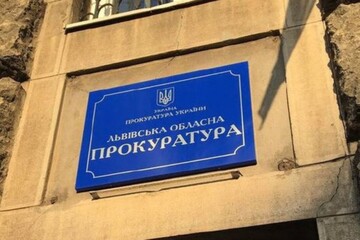 УКРАЇНА
ПРОКУРАТУРА УКРАЇНИ
ЛЬВІВСЬКА ОБЛАСНА
ПРОКУРАТУРА